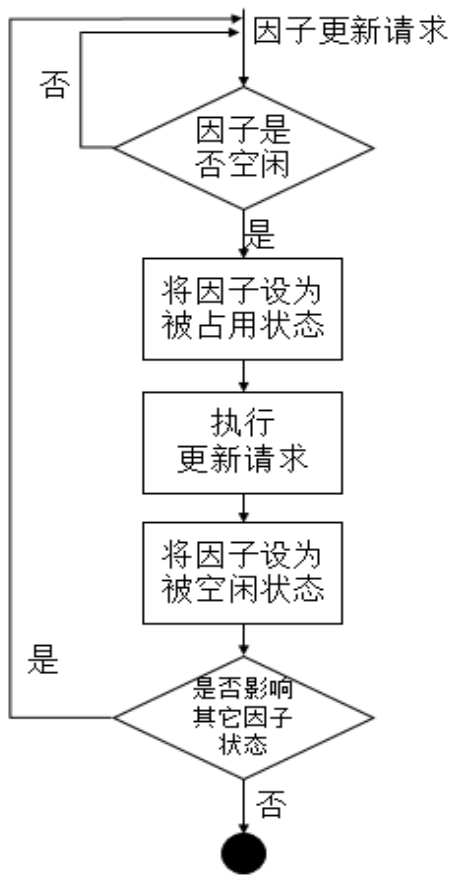 因子更新请求
否
因子是
否空闲
是
将因子设为
被占用状态
执行
更新请求
将因子设为
被空闲状态
是
是否影响
其它因子
状态
否